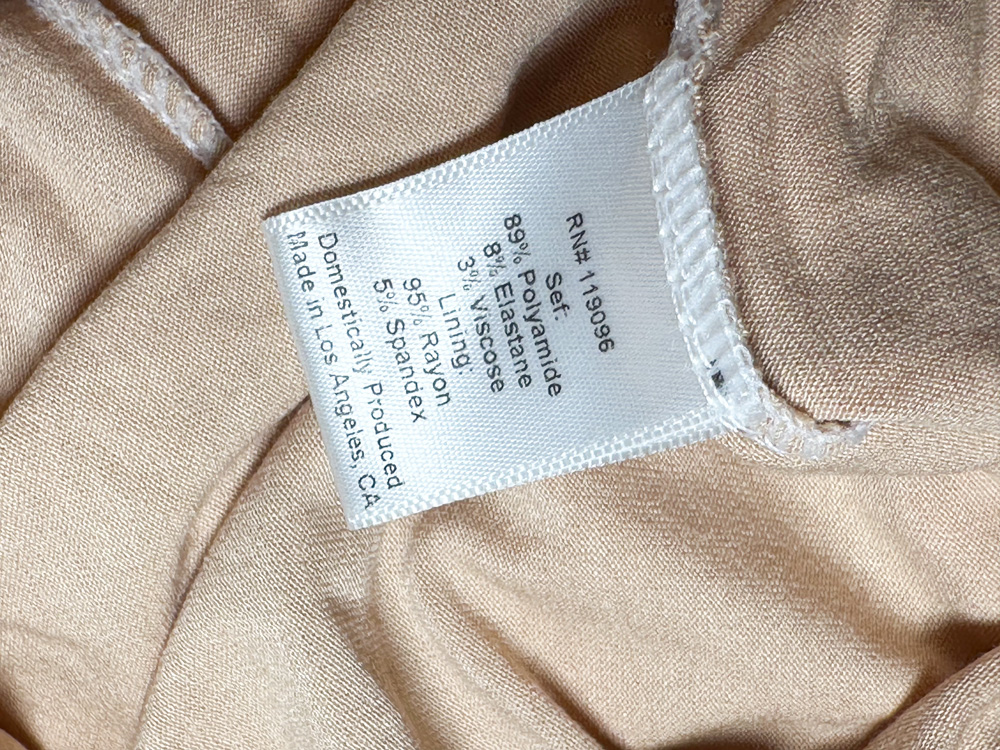 RN# 119096
Sef:
89% Polyamide
8% Elastane
3% Viscose
Lining:
95% Rayon
5% Spandex
Domestically Produced
Made in Los Angeles, CA